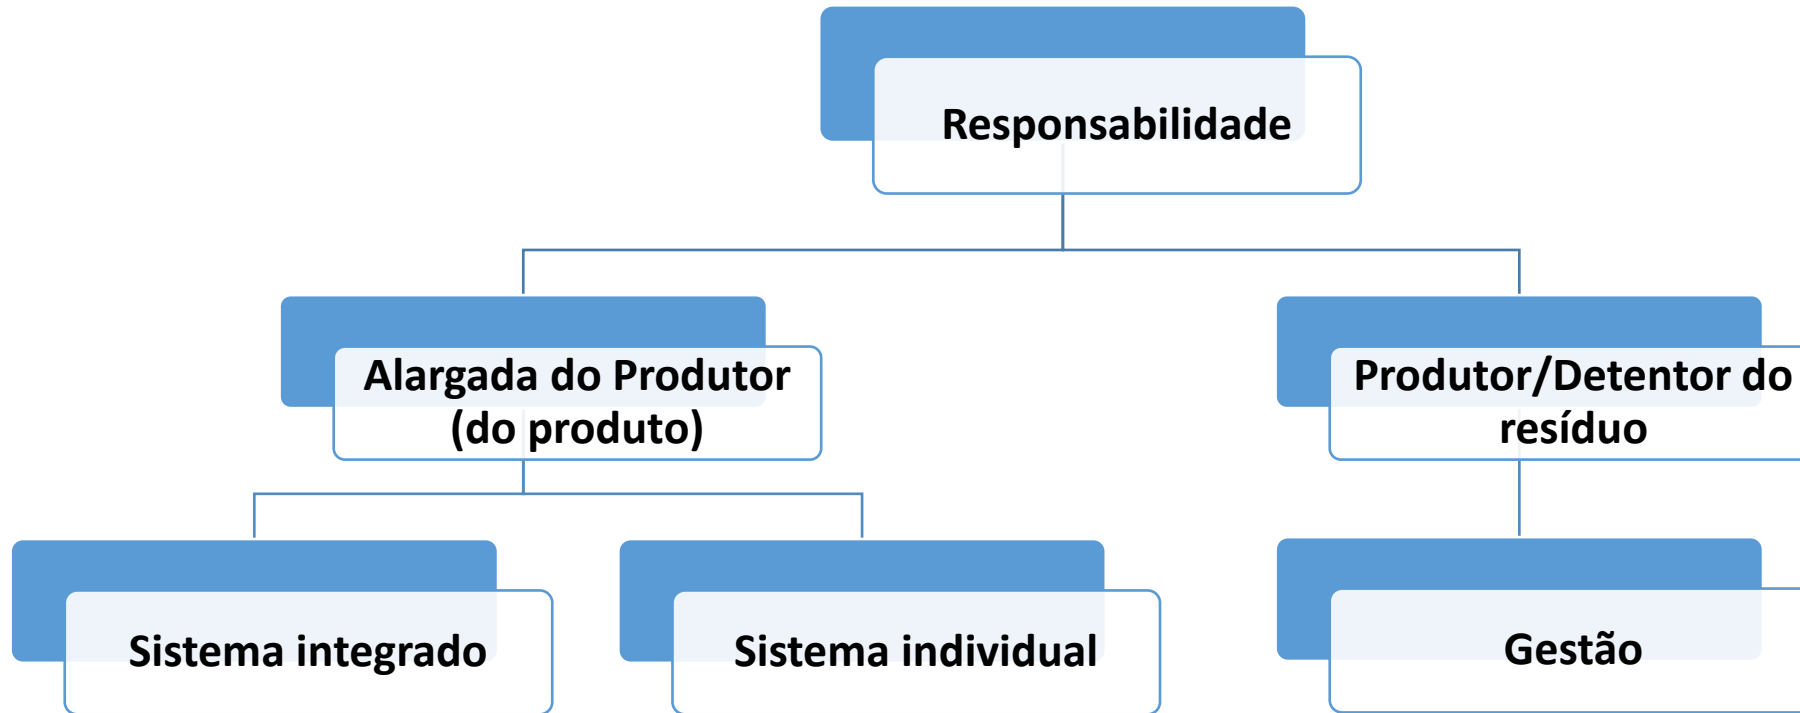 Responsabilidade
Alargada do Produtor
(do produto)
Produtor/Detentor do
resíduo
Sistema integrado
Sistema individual
Gestão